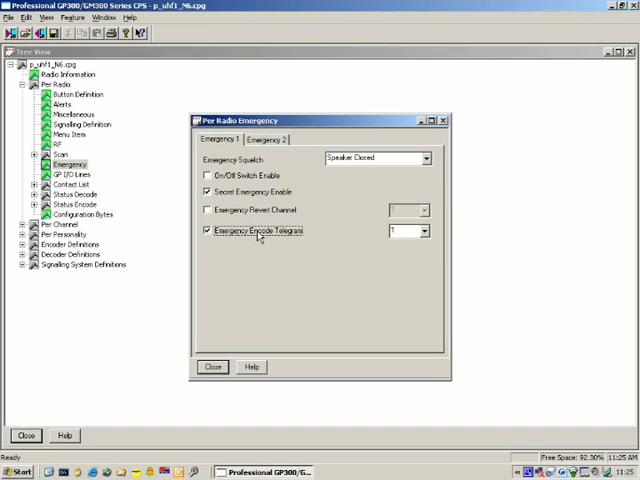 Professional GP300/GM300 Series CPS - p_uhf1_N6.cpg
File Edit View Feature Window Help
Tree View
p_uhf1_N6.cpg
Radio Information
Per Radio
Button Definition
Alerts
Miscellaneous
Signalling Definition
Menu Item
RF
Scan
Emergency
GP I/O Lines
Contact List
Status Decode
Status Encode
Configuration Bytes
Per Channel
Per Personality
Encoder Definitions
Decoder Definitions
Signalling System Definitions
Per Radio Emergency
Emergency 1 Emergency 2
Emergency Squelch Speaker Closed
On/Off Switch Enable
Secret Emergency Enable
Emergency Revert Channel 1
Emergency Encode Telegram 1
Close Help
Close Help
Ready Free Space: 92.30% 11:25 AM
Start Professional GP300/G... 11:25